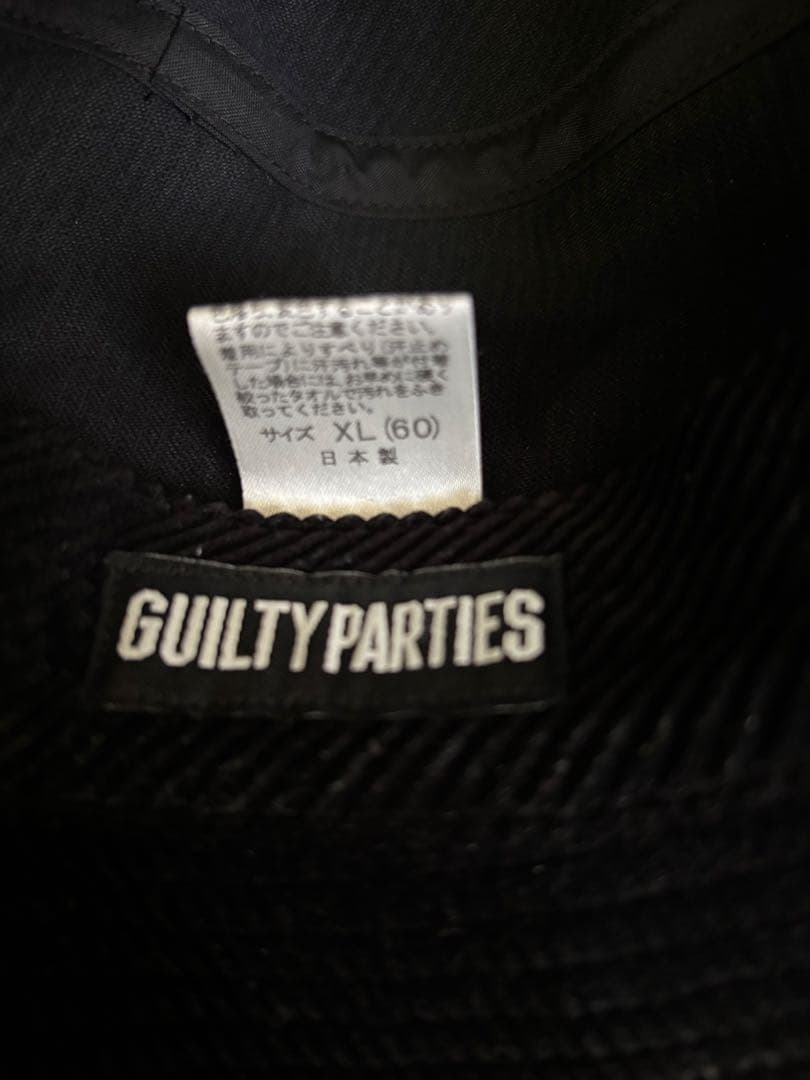 ますのでご注意ください。
着用によりすべり(汗止め
テープ)に汗汚れ等が付着
した場合には、お早めに硬く
絞ったタオルで汚れをふき
取ってください。
サイズ XL(60)
日本製
GUILTY PARTIES